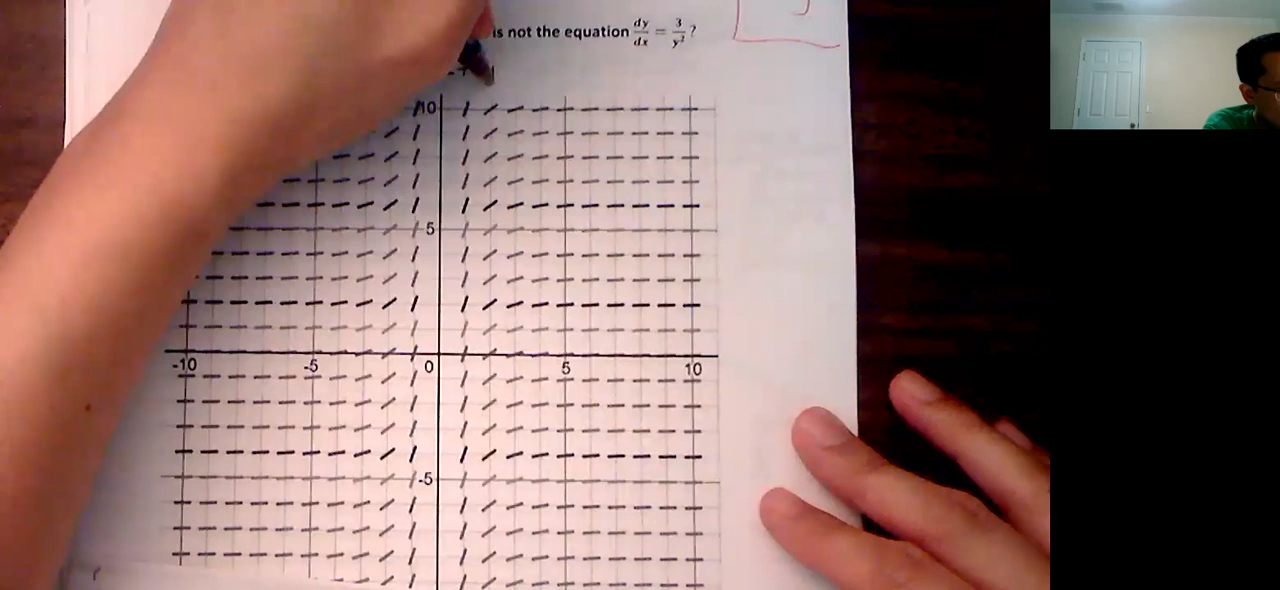 is not the equation dy/dx = 3/y²?
10
5
-10 -5 0 5 10
-5